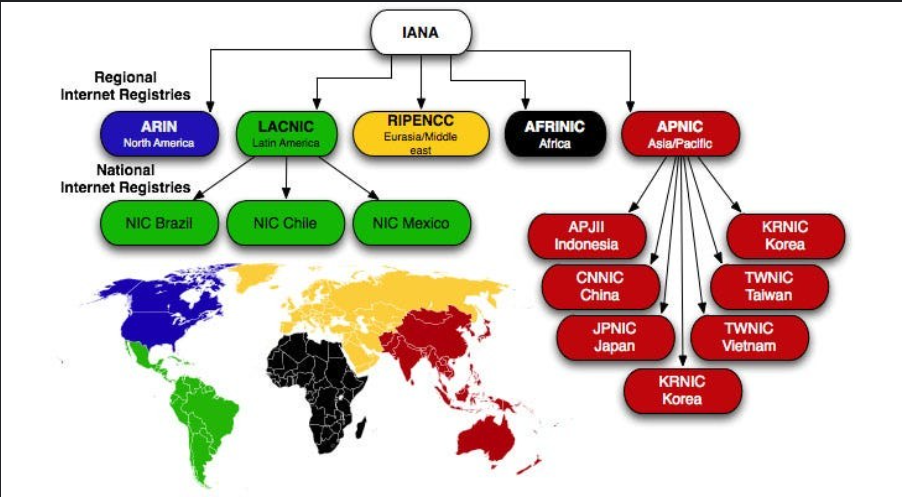 IANA
Regional
Internet Registries
ARIN
North America
LACNIC
Latin America
RIPENCC
Eurasia/Middle
east
AFRINIC
Africa
APNIC
Asia/Pacific
National
Internet Registries
NIC Brazil
NIC Chile
NIC Mexico
APJII
Indonesia
KRNIC
Korea
CNNIC
China
TWNIC
Taiwan
JPNIC
Japan
TWNIC
Vietnam
KRNIC
Korea